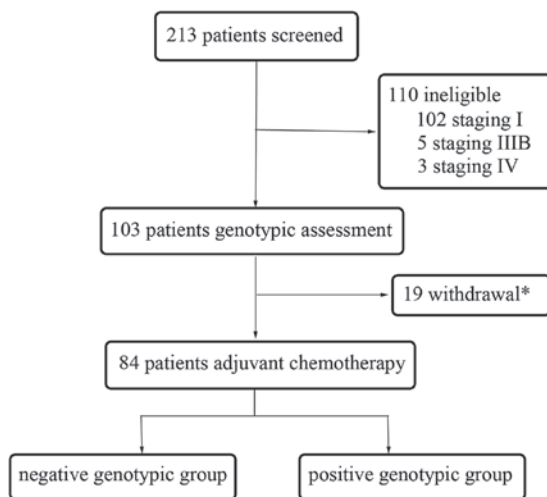 213 patients screened
110 ineligible
102 staging I
5 staging IIIB
3 staging IV
103 patients genotypic assessment
19 withdrawal*
84 patients adjuvant chemotherapy
negative genotypic group
positive genotypic group